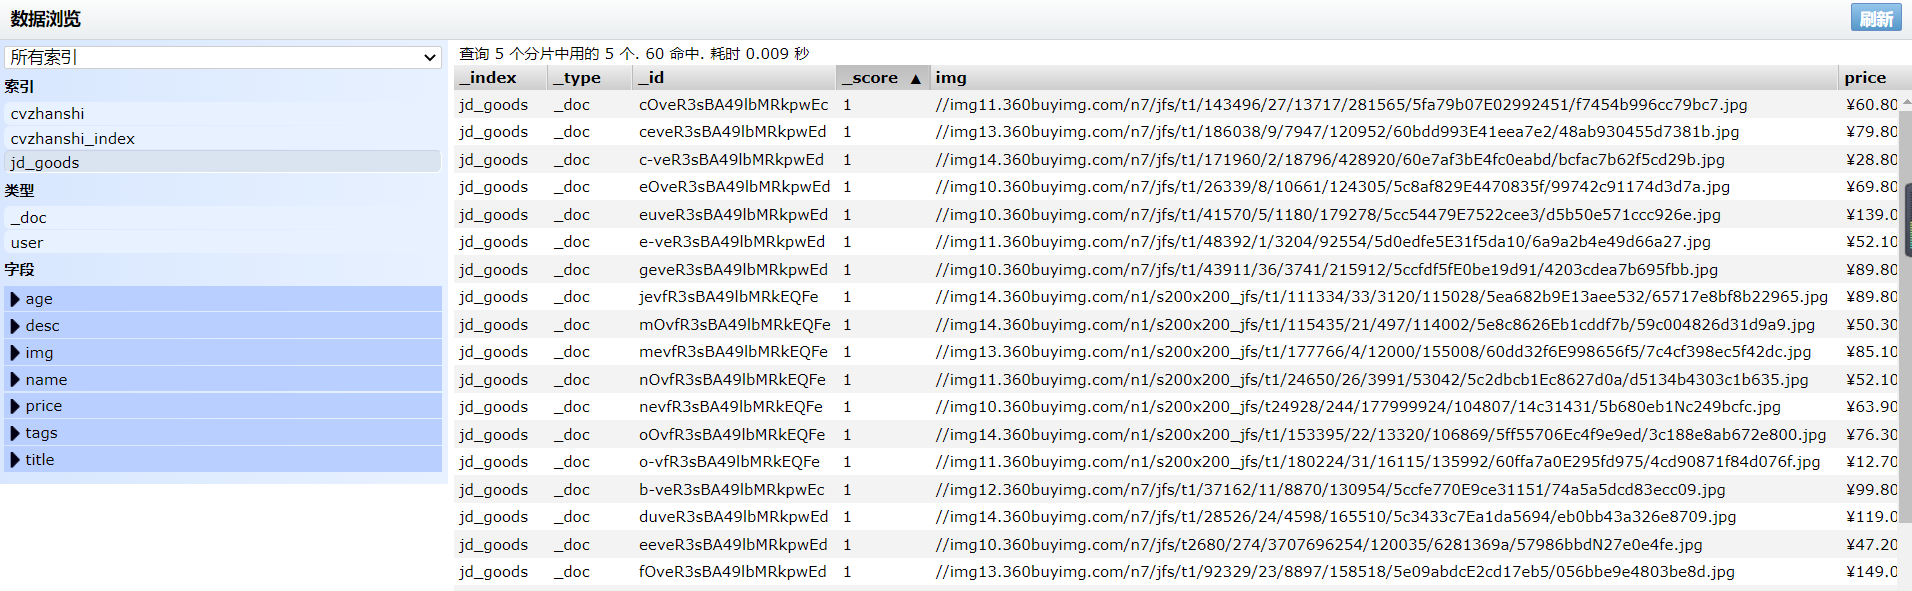 数据浏览
刷新
所有索引
索引
cvzhanshi
cvzhanshi_index
jd_goods
类型
_doc
user
字段
age
desc
img
name
price
tags
title
查询 5 个分片中用的 5 个. 60 命中. 耗时 0.009 秒
_index _type _id _score ▲ img price
jd_goods _doc cOveR3sBA49lbMRkpwEc 1 //img11.360buyimg.com/n7/jfs/t1/143496/27/13717/281565/5fa79b07E02992451/f7454b996cc79bc7.jpg ¥60.80
jd_goods _doc ceveR3sBA49lbMRkpwEd 1 //img13.360buyimg.com/n7/jfs/t1/186038/9/7947/120952/60bdd993E41eea7e2/48ab930455d7381b.jpg ¥79.80
jd_goods _doc c-veR3sBA49lbMRkpwEd 1 //img14.360buyimg.com/n7/jfs/t1/171960/2/18796/428920/60e7af3bE4fc0eabd/bcfac7b62f5cd29b.jpg ¥28.80
jd_goods _doc eOveR3sBA49lbMRkpwEd 1 //img10.360buyimg.com/n7/jfs/t1/26339/8/10661/124305/5c8af829E4470835f/99742c91174d3d7a.jpg ¥69.80
jd_goods _doc euveR3sBA49lbMRkpwEd 1 //img10.360buyimg.com/n7/jfs/t1/41570/5/1180/179278/5cc54479E7522cee3/d5b50e571ccc926e.jpg ¥139.0
jd_goods _doc e-veR3sBA49lbMRkpwEd 1 //img11.360buyimg.com/n7/jfs/t1/48392/1/3204/92554/5d0edfe5E31f5da10/6a9a2b4e49d66a27.jpg ¥52.10
jd_goods _doc geveR3sBA49lbMRkpwEd 1 //img10.360buyimg.com/n7/jfs/t1/43911/36/3741/215912/5ccfdf5fE0be19d91/4203cdea7b695fbb.jpg ¥89.80
jd_goods _doc jevfR3sBA49lbMRkEQFe 1 //img14.360buyimg.com/n1/s200x200_jfs/t1/111334/33/3120/115028/5ea682b9E13aee532/65717e8bf8b22965.jpg ¥89.80
jd_goods _doc mOvfR3sBA49lbMRkEQFe 1 //img14.360buyimg.com/n1/s200x200_jfs/t1/115435/21/497/114002/5e8c8626Eb1cddf7b/59c004826d31d9a9.jpg ¥50.30
jd_goods _doc mevfR3sBA49lbMRkEQFe 1 //img13.360buyimg.com/n1/s200x200_jfs/t1/177766/4/12000/155008/60dd32f6E998656f5/7c4cf398ec5f42dc.jpg ¥85.10
jd_goods _doc nOvfR3sBA49lbMRkEQFe 1 //img11.360buyimg.com/n1/s200x200_jfs/t1/24650/26/3991/53042/5c2dbcb1Ec8627d0a/d5134b4303c1b635.jpg ¥52.10
jd_goods _doc nevfR3sBA49lbMRkEQFe 1 //img10.360buyimg.com/n1/s200x200_jfs/t24928/244/177999924/104807/14c31431/5b680eb1Nc249bcfc.jpg ¥63.90
jd_goods _doc oOvfR3sBA49lbMRkEQFe 1 //img14.360buyimg.com/n1/s200x200_jfs/t1/153395/22/13320/106869/5ff55706Ec4f9e9ed/3c188e8ab672e800.jpg ¥76.30
jd_goods _doc o-vfR3sBA49lbMRkEQFe 1 //img11.360buyimg.com/n1/s200x200_jfs/t1/180224/31/16115/135992/60ffa7a0E295fd975/4cd90871f84d076f.jpg ¥12.70
jd_goods _doc b-veR3sBA49lbMRkpwEc 1 //img12.360buyimg.com/n7/jfs/t1/37162/11/8870/130954/5ccfe770E9ce31151/74a5a5dcd83ecc09.jpg ¥99.80
jd_goods _doc duveR3sBA49lbMRkpwEd 1 //img14.360buyimg.com/n7/jfs/t1/28526/24/4598/165510/5c3433c7Ea1da5694/eb0bb43a326e8709.jpg ¥119.0
jd_goods _doc eeveR3sBA49lbMRkpwEd 1 //img10.360buyimg.com/n7/jfs/t2680/274/3707696254/120035/6281369a/57986bbdN27e0e4fe.jpg ¥47.20
jd_goods _doc fOveR3sBA49lbMRkpwEd 1 //img13.360buyimg.com/n7/jfs/t1/92329/23/8897/158518/5e09abdcE2cd17eb5/056bbe9e4803be8d.jpg ¥149.0